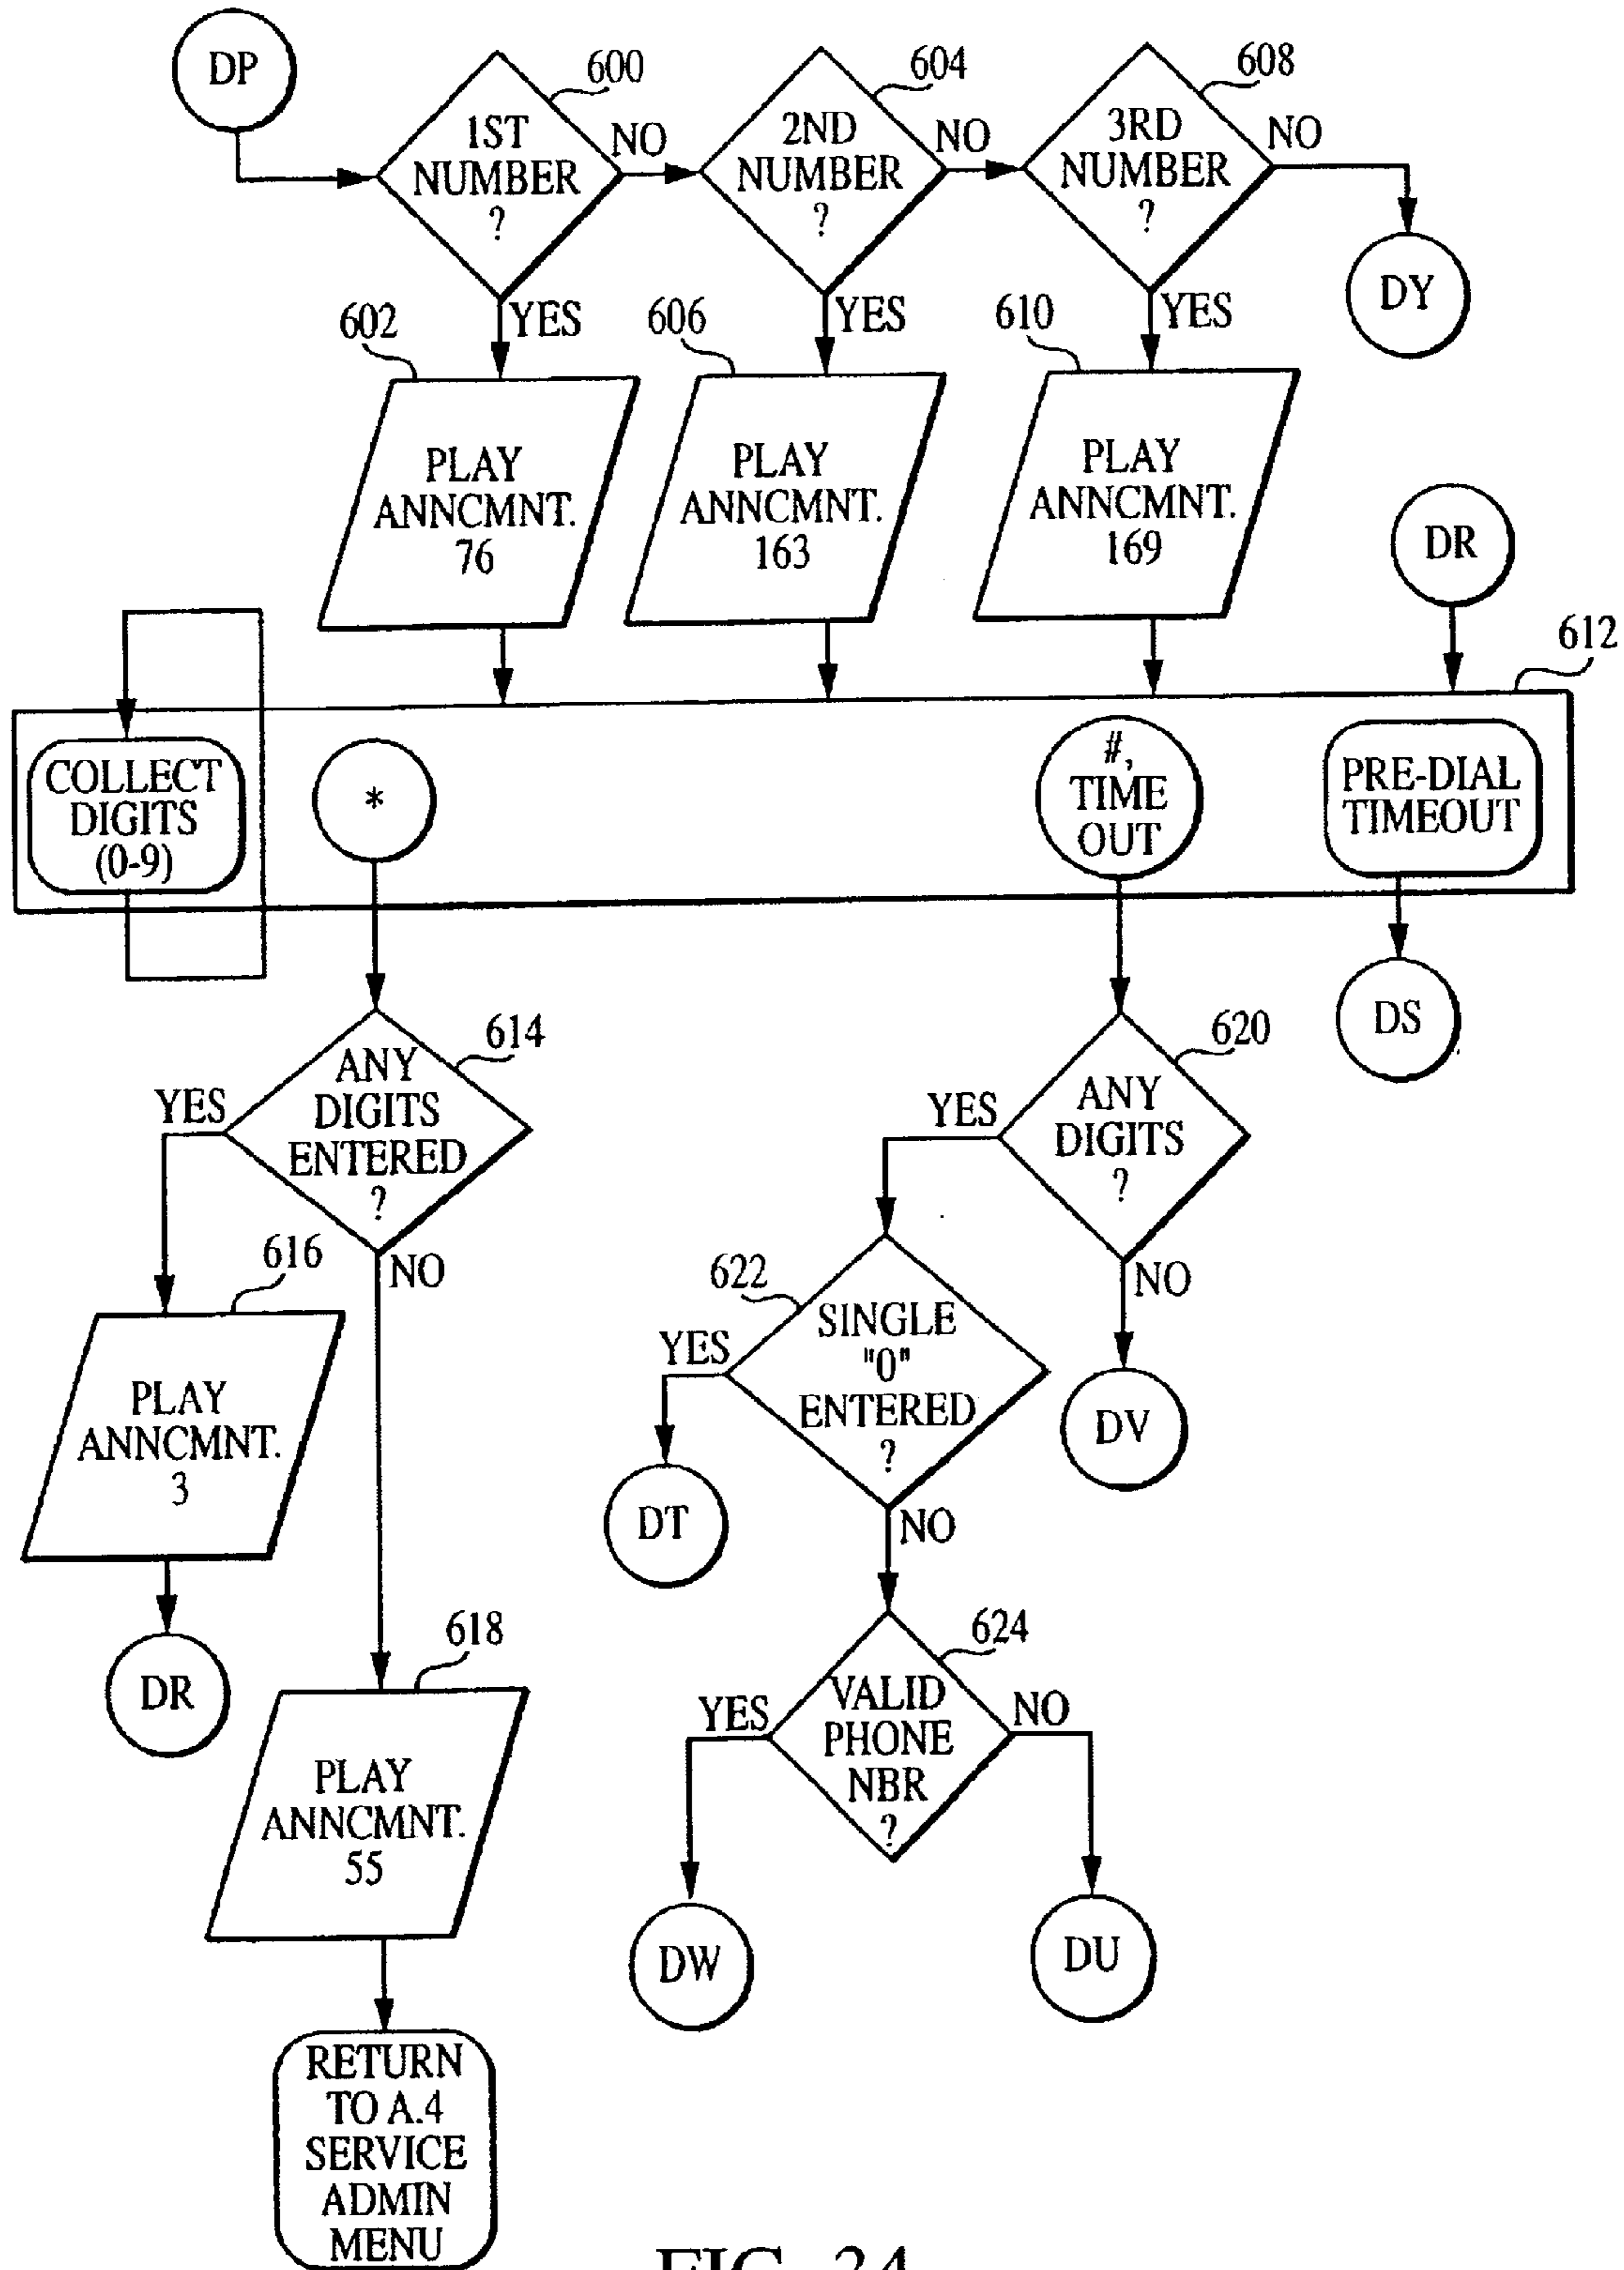 DP
600
604
608
1ST
NUMBER
?
NO
2ND
NUMBER
?
NO
3RD
NUMBER
?
NO
DY
YES
YES
YES
602
606
610
PLAY
ANNCMNT.
76
PLAY
ANNCMNT.
163
PLAY
ANNCMNT.
169
DR
612
COLLECT
DIGITS
(0-9)
*
#,
TIME
OUT
PRE-DIAL
TIMEOUT
DS
614
ANY
DIGITS
ENTERED
?
YES
NO
620
ANY
DIGITS
?
YES
NO
616
PLAY
ANNCMNT.
3
DR
622
SINGLE
"0"
ENTERED
?
YES
NO
DV
DT
618
PLAY
ANNCMNT.
55
624
VALID
PHONE
NBR
?
YES
NO
DW
DU
RETURN
TO A.4
SERVICE
ADMIN
MENU
FIG. 34